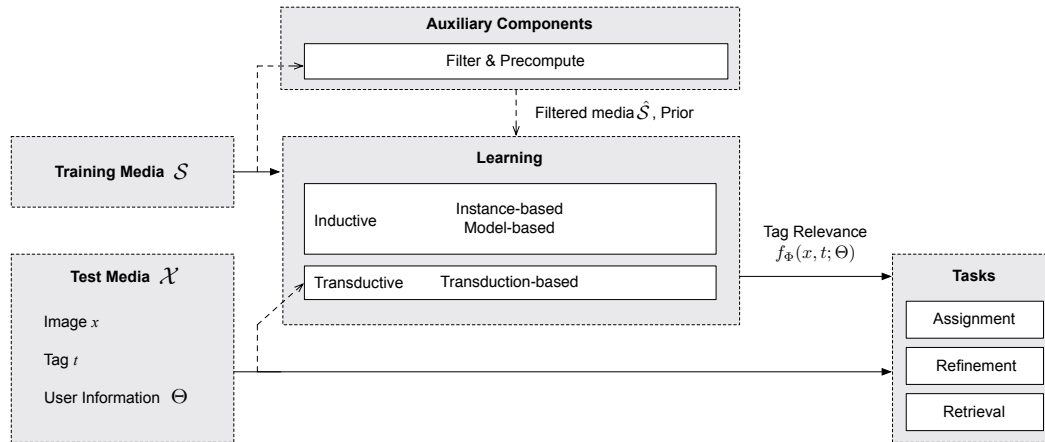 Auxiliary Components
Filter & Precompute
Filtered media Ŝ, Prior
Training Media S
Learning
Inductive
Instance-based
Model-based
Transductive
Transduction-based
Tag Relevance
f_Φ(x, t; Θ)
Test Media X
Image x
Tag t
User Information Θ
Tasks
Assignment
Refinement
Retrieval